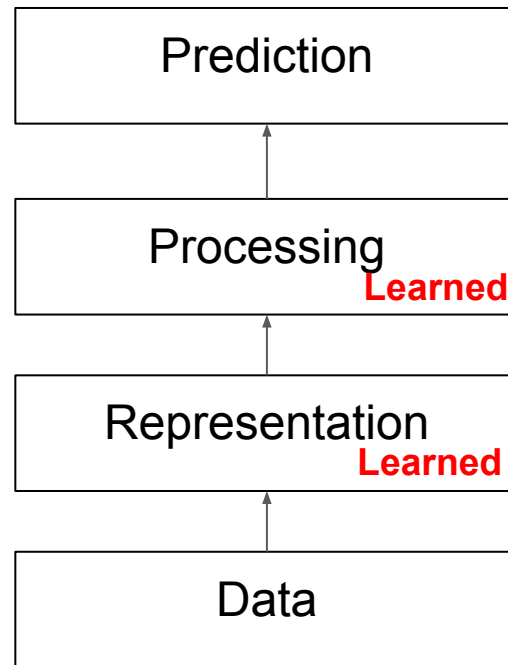 Prediction
Processing
Learned
Representation
Learned
Data